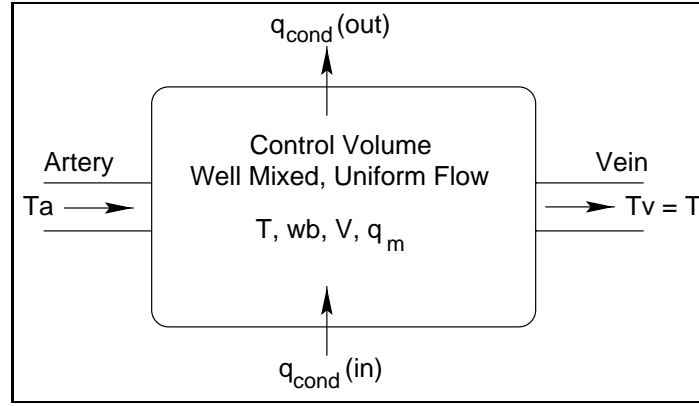 q_cond (out)
Control Volume
Artery
Vein
Well Mixed, Uniform Flow
Ta
Tv = T
T, wb, V, q_m
q_cond (in)